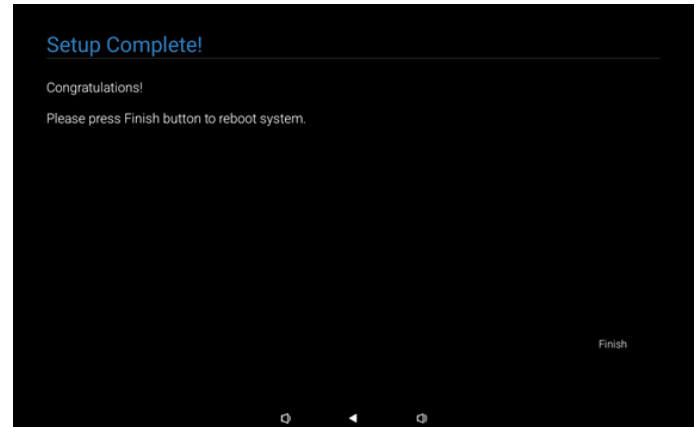 Setup Complete!
Congratulations!
Please press Finish button to reboot system.
Finish